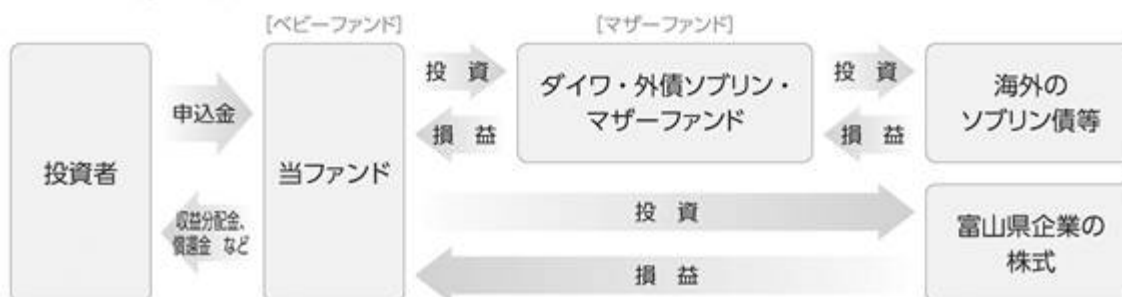 [ベビーファンド]
[マザーファンド]
投資者
申込金
収益分配金、
償還金 など
当ファンド
投 資
損 益
ダイワ・外債ソブリン・
マザーファンド
投 資
損 益
海外の
ソブリン債等
投 資
損 益
富山県企業の
株式